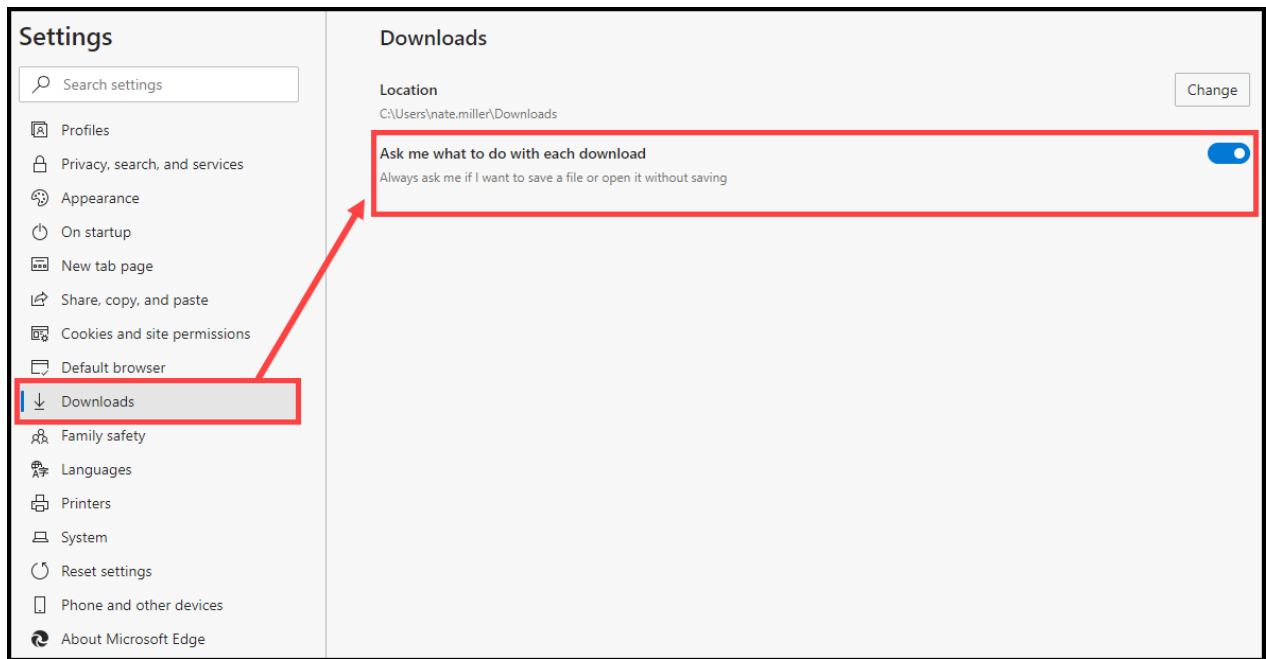 Settings
Search settings
Profiles
Privacy, search, and services
Appearance
On startup
New tab page
Share, copy, and paste
Cookies and site permissions
Default browser
Downloads
Family safety
Languages
Printers
System
Reset settings
Phone and other devices
About Microsoft Edge
Downloads
Location
Change
C:\Users\nate.miller\Downloads
Ask me what to do with each download
Always ask me if I want to save a file or open it without saving